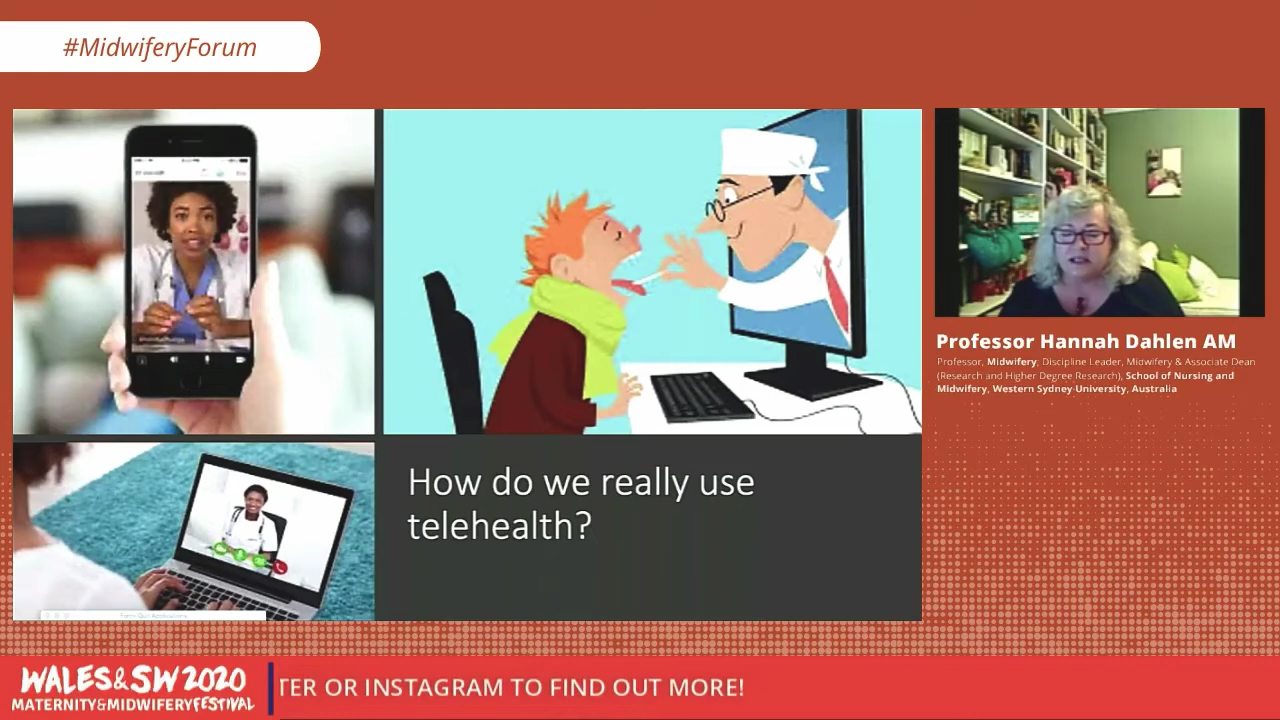 #MidwiferyForum
How do we really use
telehealth?
Professor Hannah Dahlen AM
Professor, Midwifery; Discipline Leader, Midwifery & Associate Dean
(Research and Higher Degree Research), School of Nursing and
Midwifery, Western Sydney University, Australia
WALES&SW2020
MATERNITY&MIDWIFERYFESTIVAL
TER OR INSTAGRAM TO FIND OUT MORE!